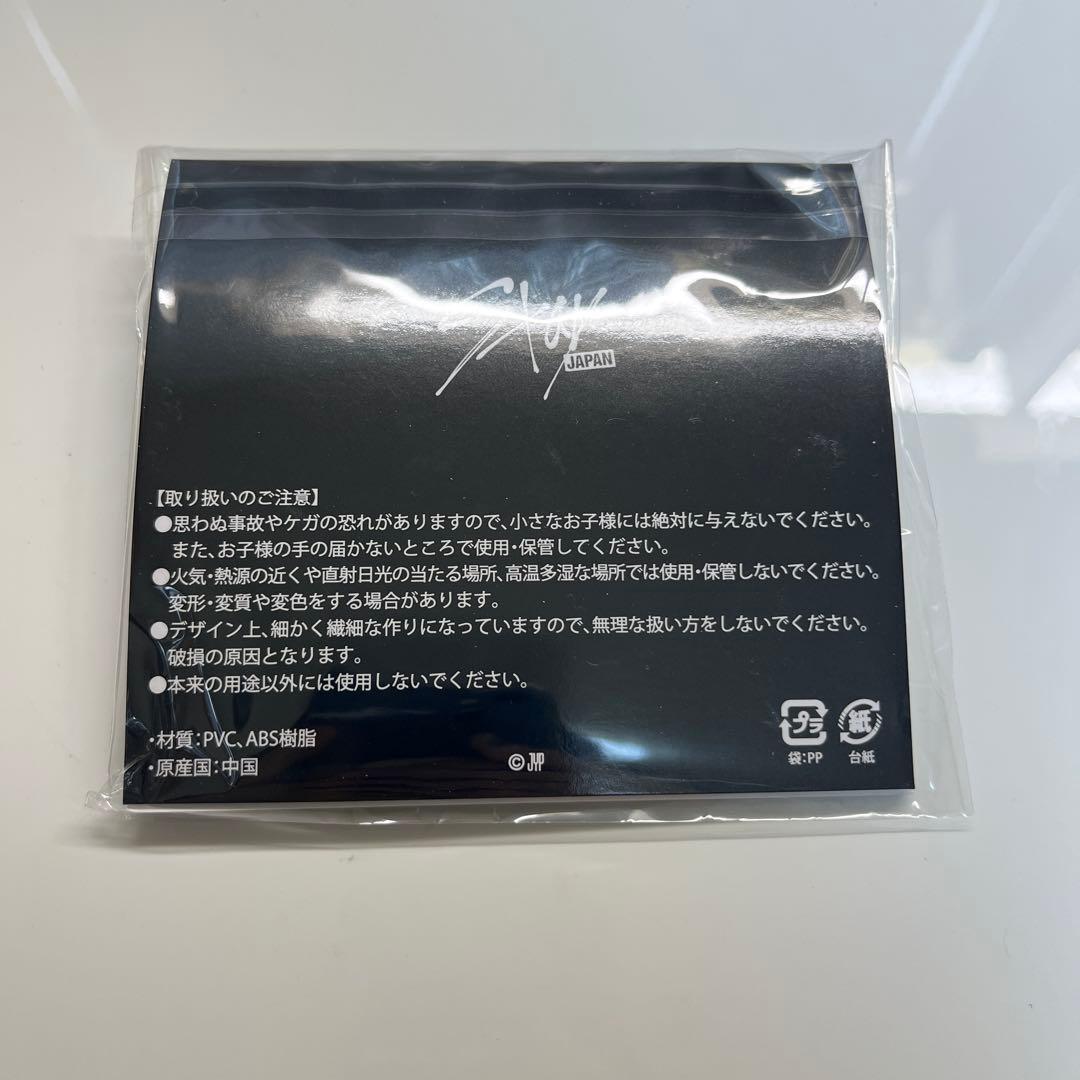 Stay
JAPAN
【取り扱いのご注意】
●思わぬ事故やケガの恐れがありますので、小さなお子様には絶対に与えないでください。
また、お子様の手の届かないところで使用・保管してください。
●火気・熱源の近くや直射日光の当たる場所、高温多湿な場所では使用・保管しないでください。
変形・変質や変色をする場合があります。
●デザイン上、細かく繊細な作りになっていますので、無理な扱い方をしないでください。
破損の原因となります。
●本来の用途以外には使用しないでください。
・材質：PVC、ABS樹脂
・原産国：中国
© JYP
プラ
袋：PP
紙
台紙